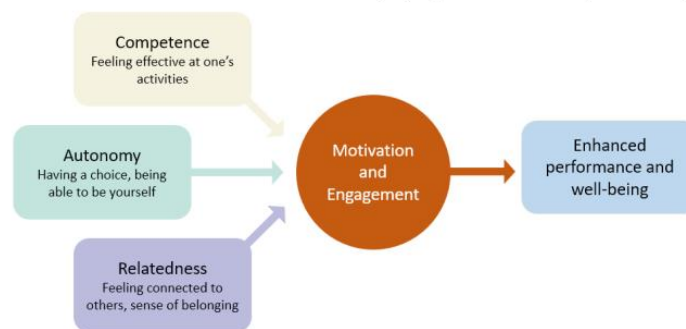 Competence
Feeling effective at one's
activities
Autonomy
Having a choice, being
able to be yourself
Relatedness
Feeling connected to
others, sense of belonging
Motivation
and
Engagement
Enhanced
performance and
well-being